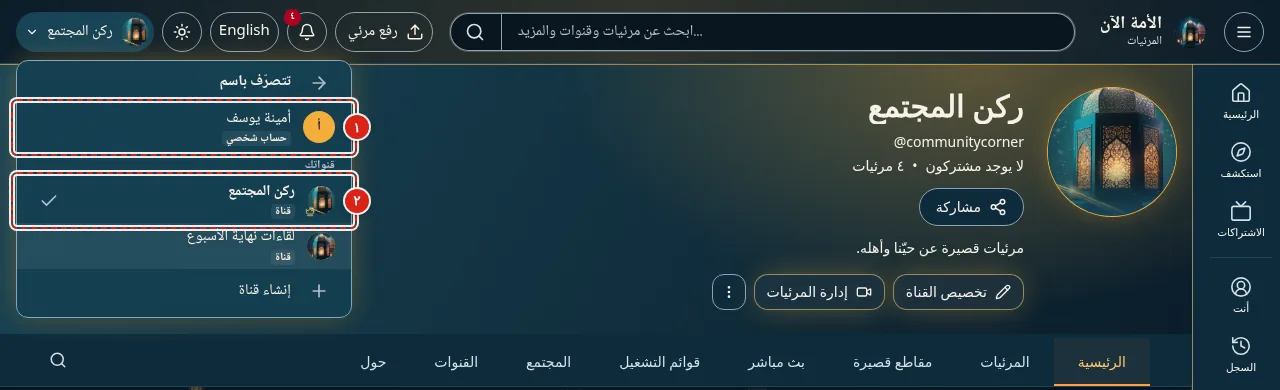 الأمة الآن
المرئيات
ابحث عن مرئيات وقنوات والمزيد...
رفع مرئي
٤
English
ركن المجتمع
تتصرّف باسم
أمينة يوسف
أ
حساب شخصي
١
قنواتك
ركن المجتمع
قناة
٢
لقاءات نهاية الأسبوع
قناة
إنشاء قناة
ركن المجتمع
@communitycorner
لا يوجد مشتركون • ٤ مرئيات
مشاركة
مرئيات قصيرة عن حيّنا وأهله.
تخصيص القناة
إدارة المرئيات
الرئيسية
المرئيات
مقاطع قصيرة
بث مباشر
قوائم التشغيل
المجتمع
القنوات
حول
الرئيسية
استكشف
الاشتراكات
أنت
السجل